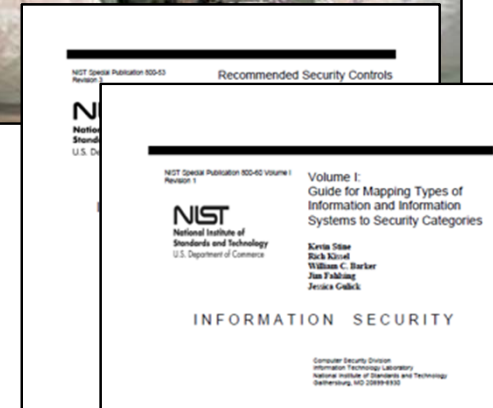 NIST Special Publication 800-53
Revision 3
Recommended Security Controls
NIST Special Publication 800-60 Volume I
Revision 1
Volume I:
Guide for Mapping Types of
Information and Information
Systems to Security Categories
NIST
National Institute of
Standards and Technology
U.S. Department of Commerce
Kevin Stine
Rich Kissel
William C. Barker
Jim Fahlsing
Jessica Gulick
INFORMATION SECURITY
Computer Security Division
Information Technology Laboratory
National Institute of Standards and Technology
Gaithersburg, MD 20899-8930